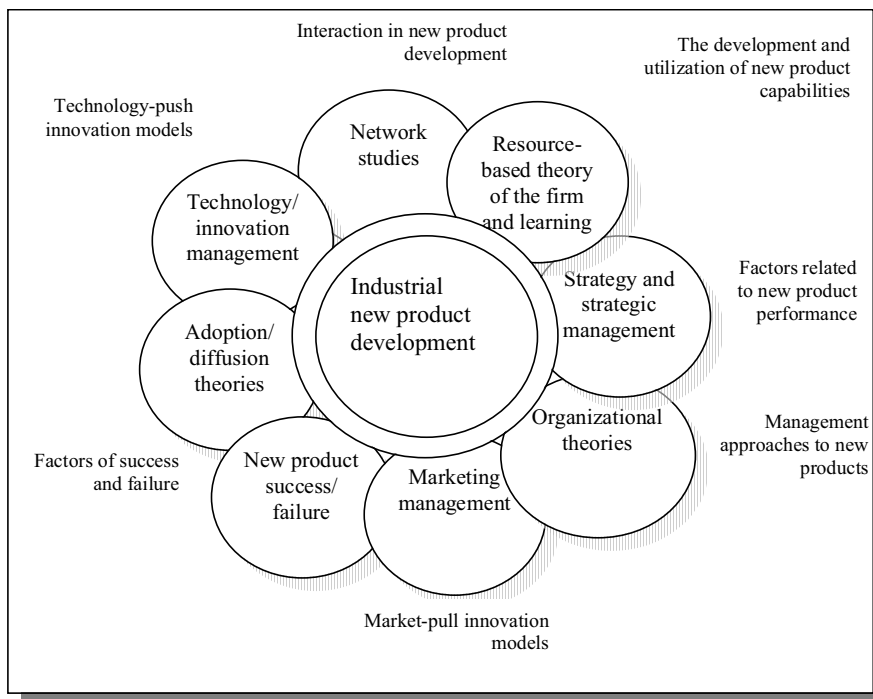 Interaction in new product
development
The development and
utilization of new product
capabilities
Technology-push
innovation models
Network
studies
Resource-
based theory
of the firm
and learning
Technology/
innovation
management
Industrial
new product
development
Strategy and
strategic
management
Factors related
to new product
performance
Adoption/
diffusion
theories
Organizational
theories
Management
approaches to new
products
Factors of success
and failure
New product
success/
failure
Marketing
management
Market-pull innovation
models